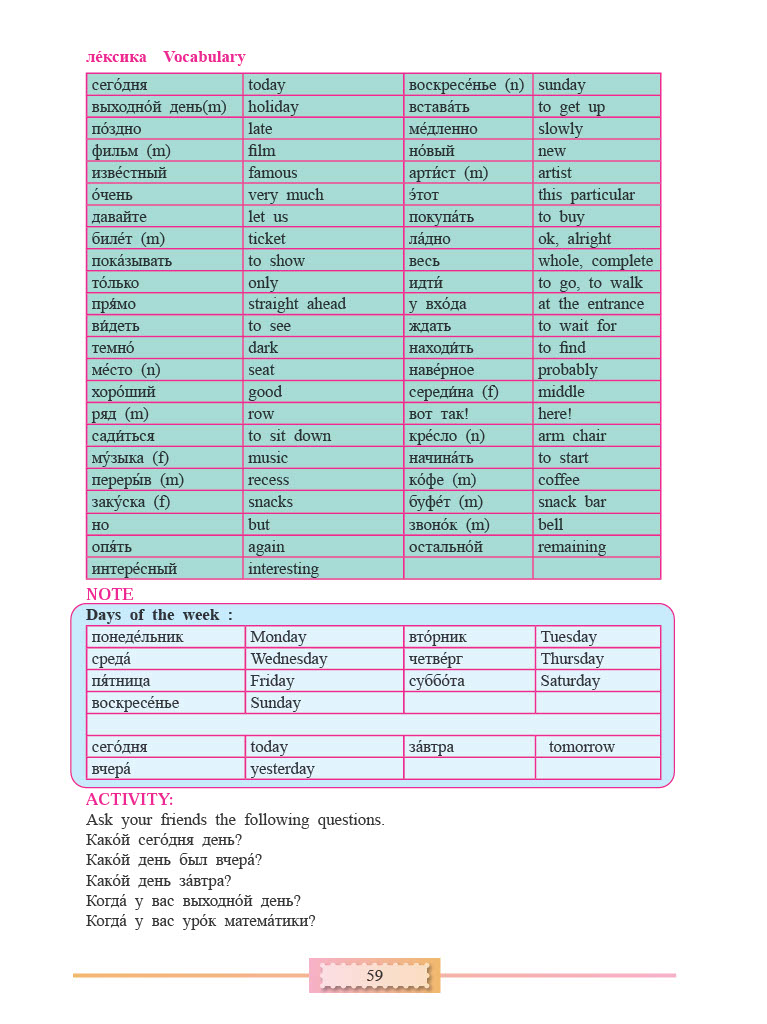 ле́ксика Vocabulary
сего́дня today воскресе́нье (n) sunday
выходно́й день(m) holiday встава́ть to get up
по́здно late ме́дленно slowly
фильм (m) film но́вый new
изве́стный famous арти́ст (m) artist
о́чень very much э́тот this particular
давайте let us покупа́ть to buy
биле́т (m) ticket ла́дно ok, alright
пока́зывать to show весь whole, complete
то́лько only идти́ to go, to walk
пря́мо straight ahead у вхо́да at the entrance
ви́деть to see ждать to wait for
темно́ dark находи́ть to find
ме́сто (n) seat наве́рное probably
хоро́ший good середи́на (f) middle
ряд (m) row вот так! here!
сади́ться to sit down кре́сло (n) arm chair
му́зыка (f) music начина́ть to start
переры́в (m) recess ко́фе (m) coffee
заку́ска (f) snacks буфе́т (m) snack bar
но but звоно́к (m) bell
опя́ть again остально́й remaining
интере́сный interesting
NOTE
Days of the week :
понеде́льник Monday вто́рник Tuesday
среда́ Wednesday четве́рг Thursday
пя́тница Friday суббо́та Saturday
воскресе́нье Sunday
сего́дня today за́втра tomorrow
вчера́ yesterday
ACTIVITY:
Ask your friends the following questions.
Како́й сего́дня день?
Како́й день был вчера́?
Како́й день за́втра?
Когда́ у вас выходно́й день?
Когда́ у вас уро́к матема́тики?
59